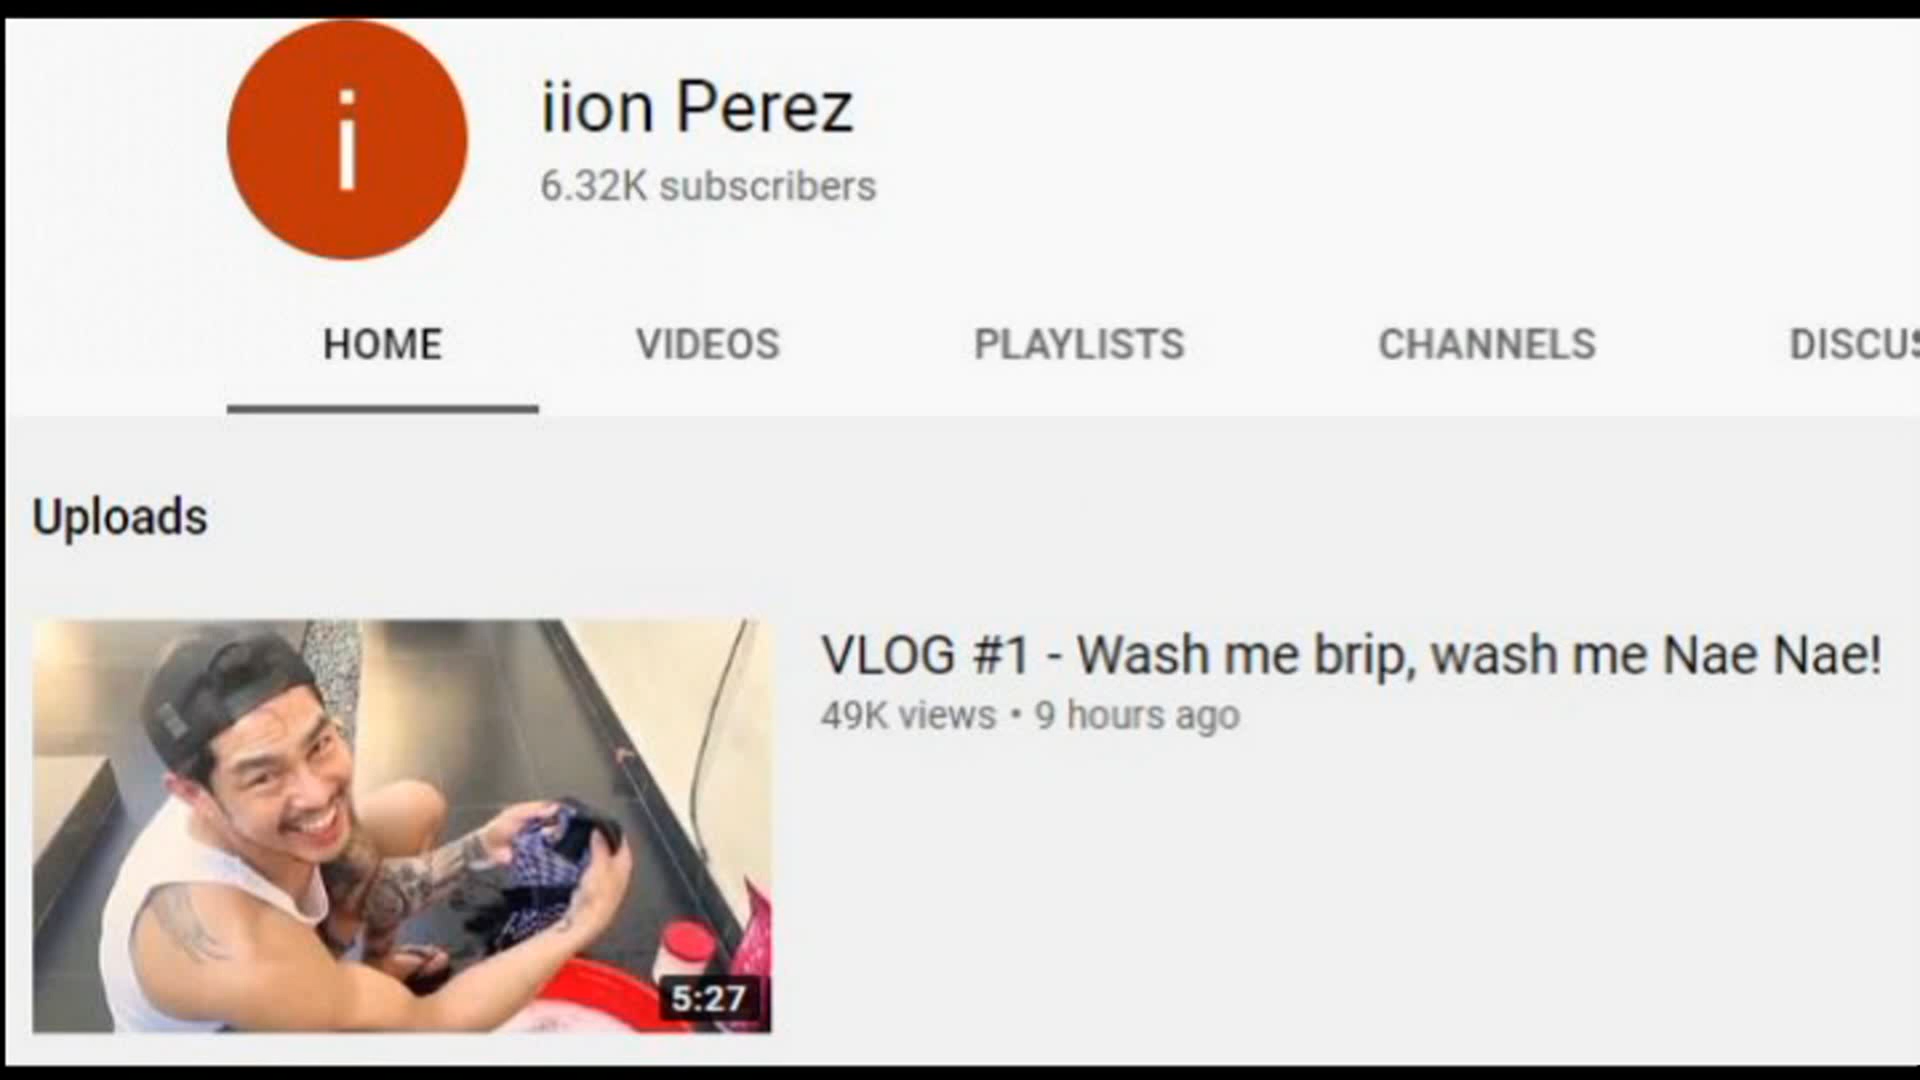 i
iion Perez
6.32K subscribers
HOME VIDEOS PLAYLISTS CHANNELS DISCUS
Uploads
VLOG #1 - Wash me brip, wash me Nae Nae!
49K views • 9 hours ago
5:27